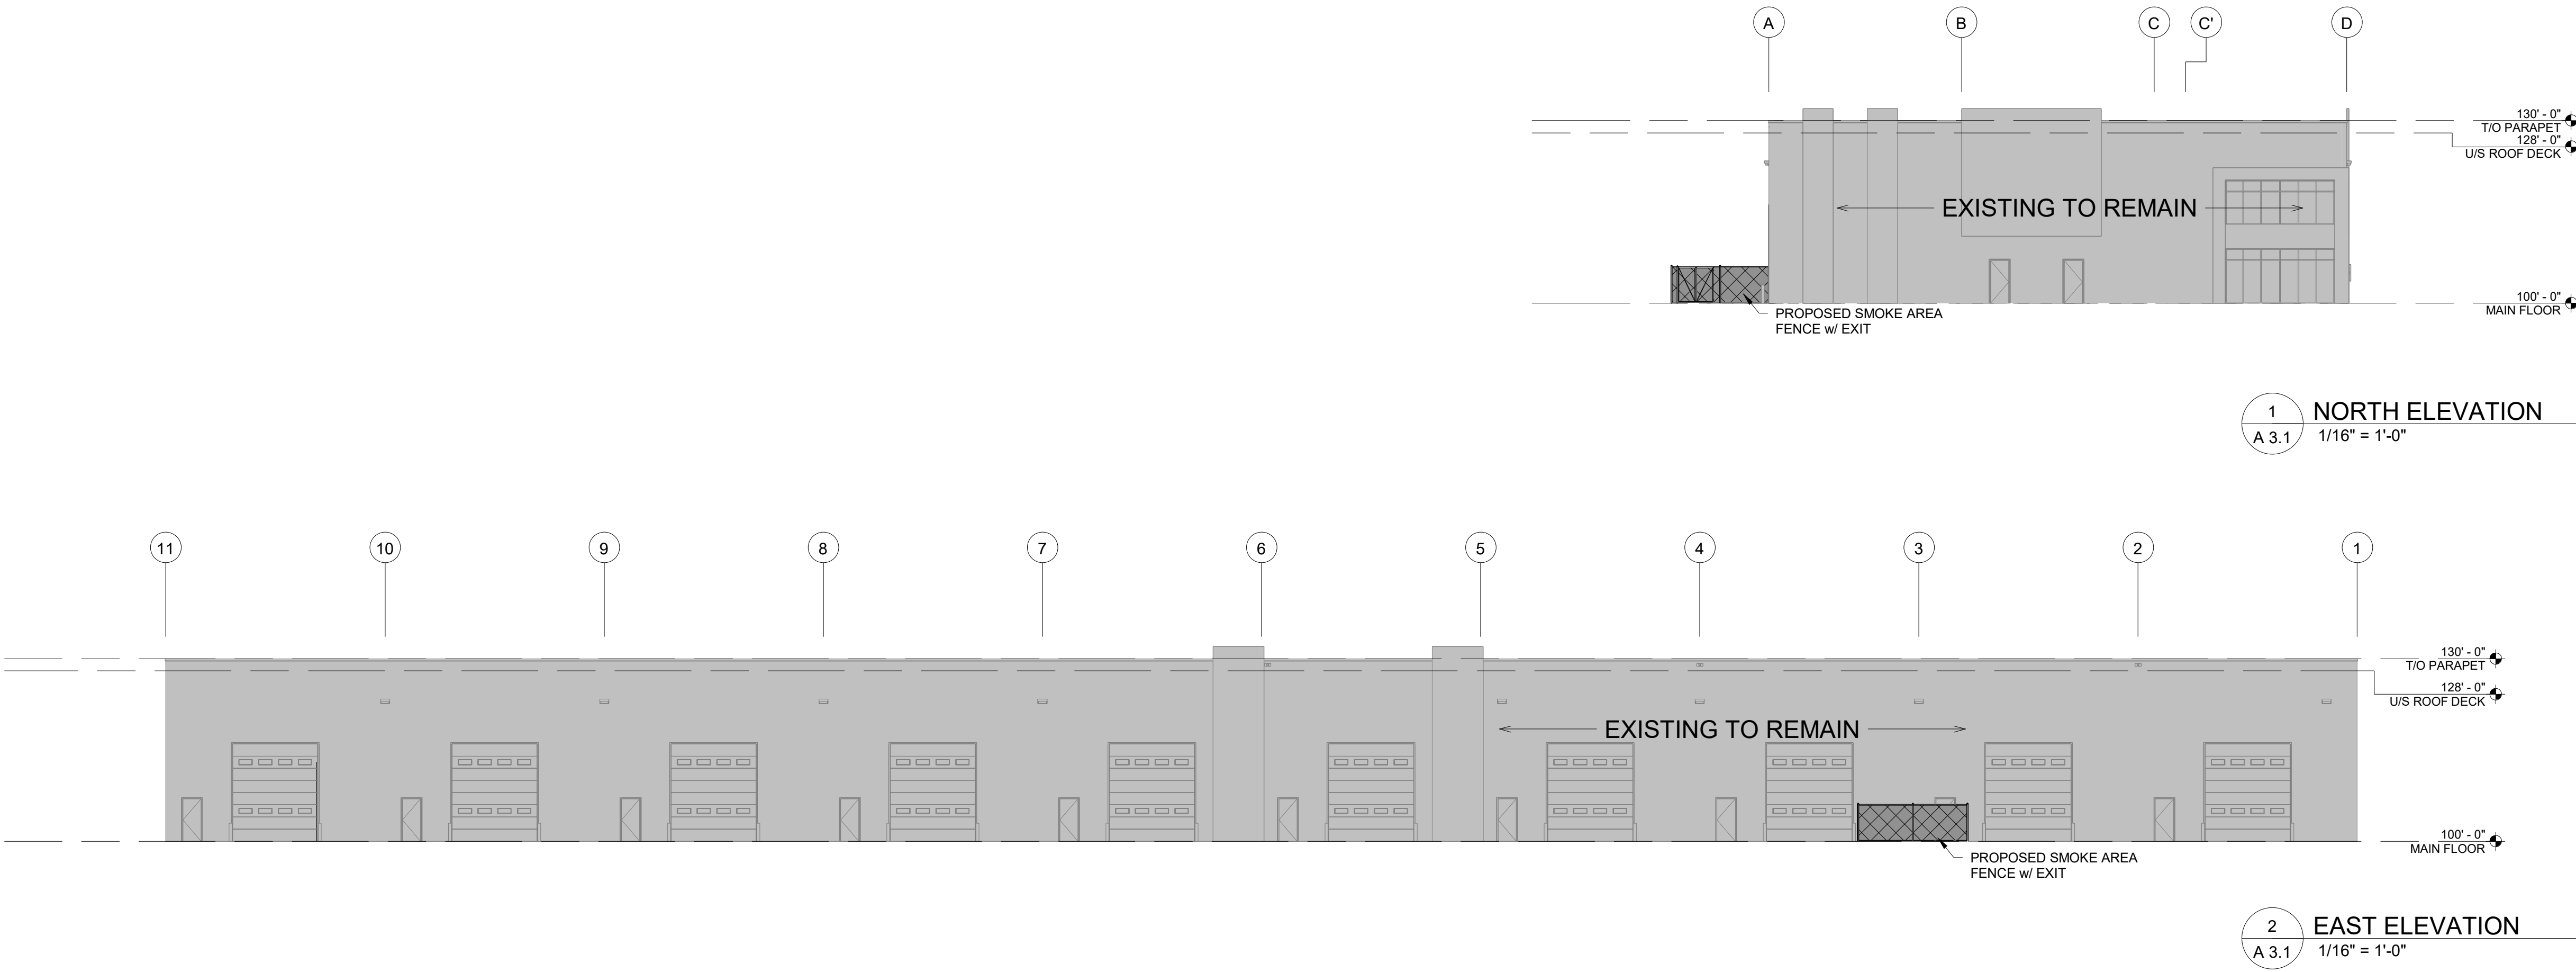 A B C C' D
130' - 0"
T/O PARAPET
128' - 0"
U/S ROOF DECK
EXISTING TO REMAIN
100' - 0"
MAIN FLOOR
PROPOSED SMOKE AREA
FENCE w/ EXIT
1 NORTH ELEVATION
A 3.1 1/16" = 1'-0"
11 10 9 8 7 6 5 4 3 2 1
130' - 0"
T/O PARAPET
128' - 0"
U/S ROOF DECK
EXISTING TO REMAIN
100' - 0"
MAIN FLOOR
PROPOSED SMOKE AREA
FENCE w/ EXIT
2 EAST ELEVATION
A 3.1 1/16" = 1'-0"